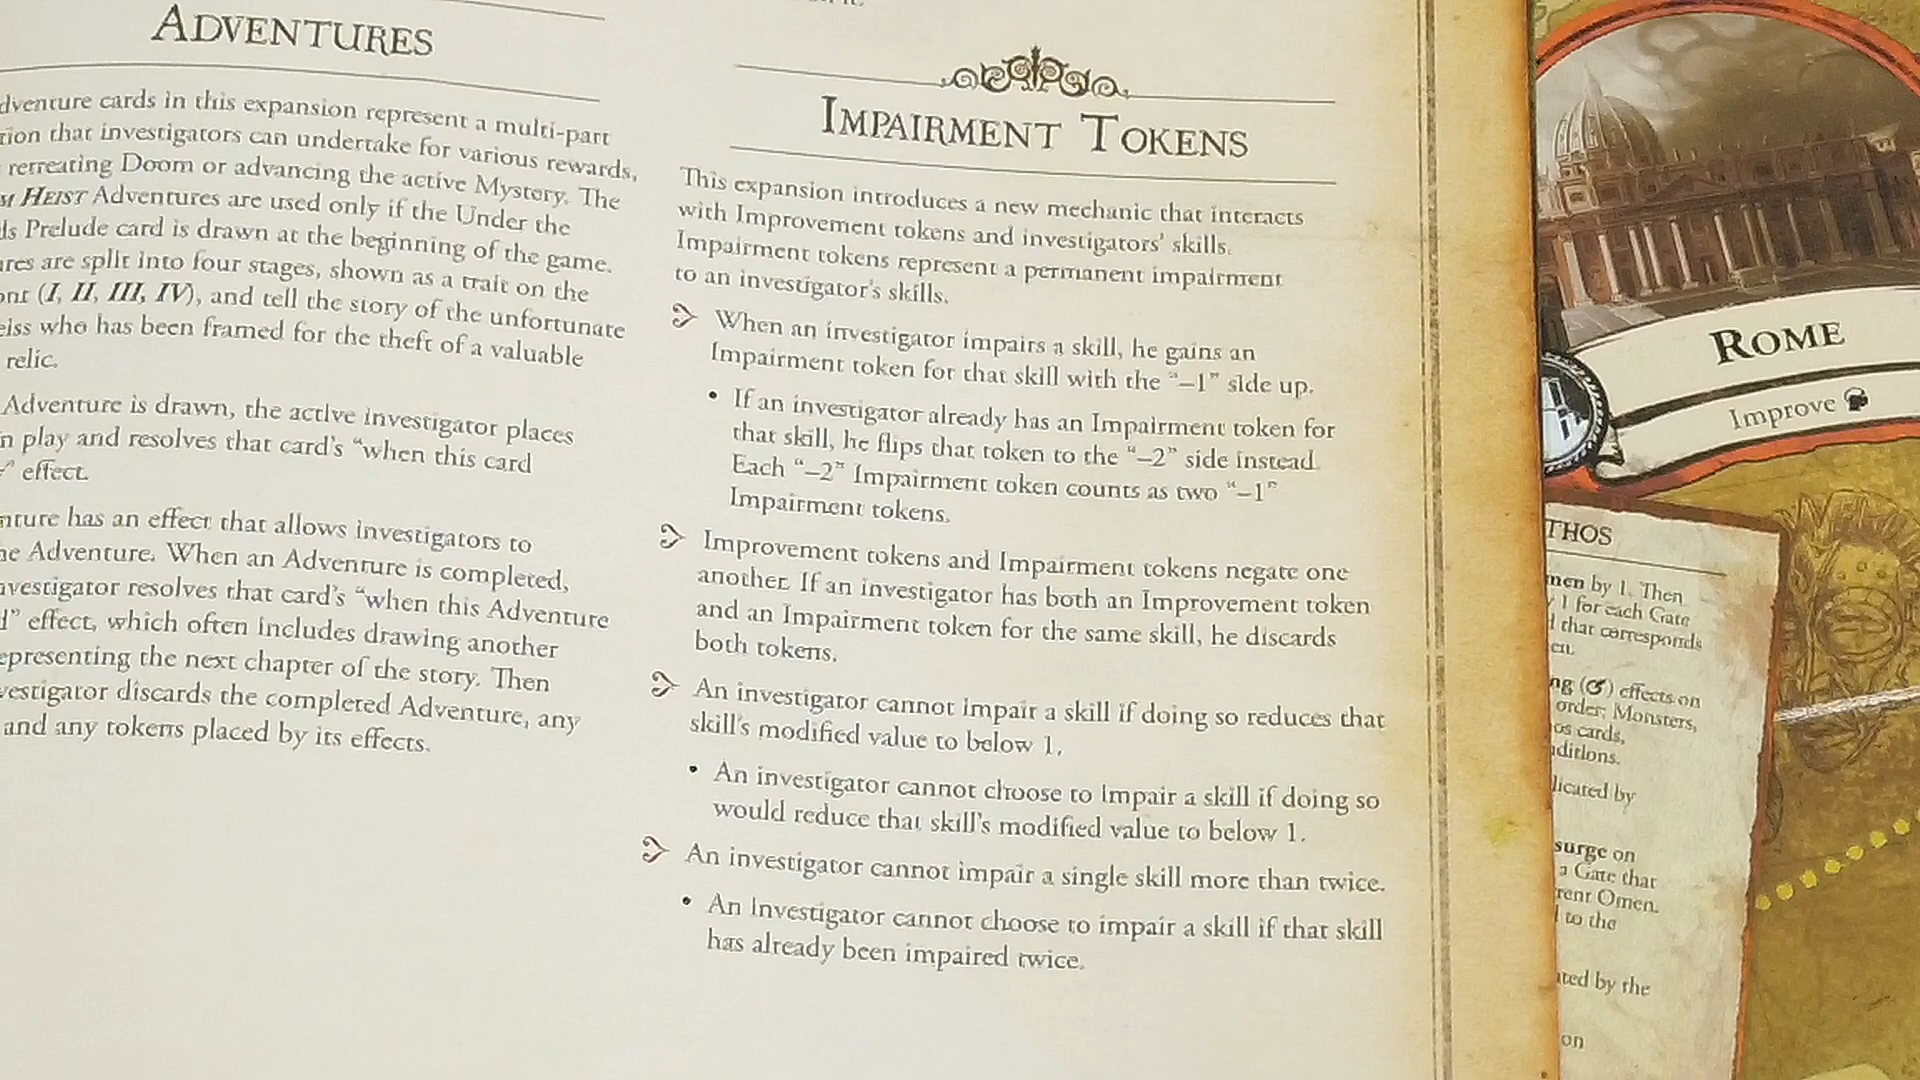 ADVENTURES
dventure cards in this expansion represent a multi-part
tion that investigators can undertake for various rewards,
retreating Doom or advancing the active Mystery. The
M HEIST Adventures are used only if the Under the
ds Prelude card is drawn at the beginning of the game.
ures are split into four stages, shown as a trait on the
ont (I, II, III, IV), and tell the story of the unfortunate
eiss who has been framed for the theft of a valuable
relic.
Adventure is drawn, the active investigator places
n play and resolves that card's "when this card
" effect.
nture has an effect that allows investigators to
he Adventure. When an Adventure is completed,
nvestigator resolves that card's "when this Adventure
d" effect, which often includes drawing another
epresenting the next chapter of the story. Then
vestigator discards the completed Adventure, any
and any tokens placed by its effects.
IMPAIRMENT TOKENS
This expansion introduces a new mechanic that interacts
with Improvement tokens and investigators' skills.
Impairment tokens represent a permanent impairment
to an investigator's skills.
When an investigator impairs a skill, he gains an
Impairment token for that skill with the "–1" side up.
• If an investigator already has an Impairment token for
that skill, he flips that token to the "–2" side instead.
Each "–2" Impairment token counts as two "–1"
Impairment tokens.
Improvement tokens and Impairment tokens negate one
another. If an investigator has both an Improvement token
and an Impairment token for the same skill, he discards
both tokens.
An investigator cannot impair a skill if doing so reduces that
skill's modified value to below 1.
• An investigator cannot choose to impair a skill if doing so
would reduce that skill's modified value to below 1.
An investigator cannot impair a single skill more than twice.
• An investigator cannot choose to impair a skill if that skill
has already been impaired twice.
ROME
Improve
THOS
men by 1. Then
y 1 for each Gate
d that corresponds
en.
ng ( ) effects on
order: Monsters,
os cards,
nditions.
licated by
surge on
a Gate that
rent Omen.
d to the
ated by the
on